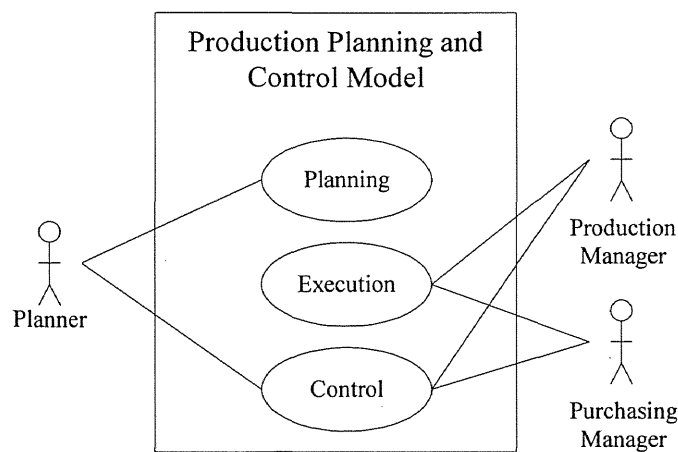 Production Planning and
Control Model
Planning
Execution
Control
Planner
Production
Manager
Purchasing
Manager